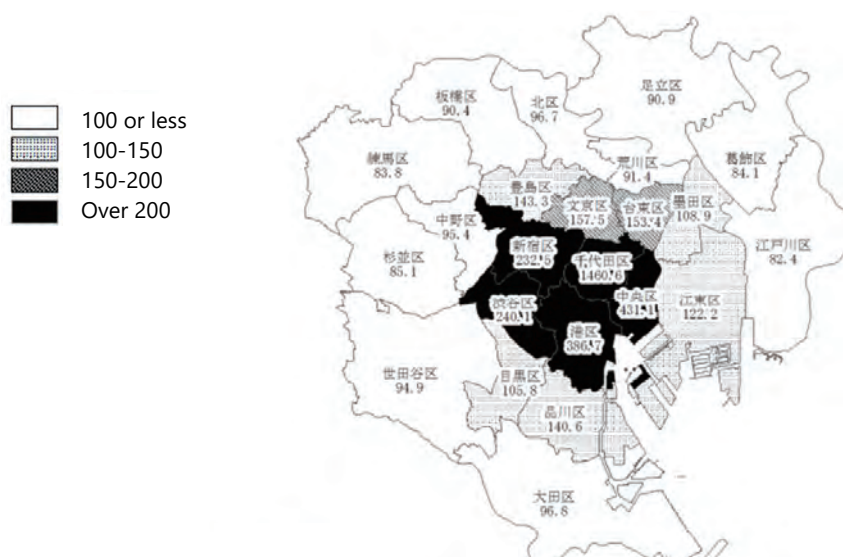 100 or less
100-150
150-200
Over 200
足立区
90.9
板橋区
90.4
北区
96.7
荒川区
91.4
葛飾区
84.1
練馬区
83.8
豊島区
143.3
文京区
157.5
台東区
153.4
墨田区
108.9
中野区
95.4
新宿区
232.5
千代田区
1460.6
江戸川区
82.4
杉並区
85.1
渋谷区
240.1
中央区
431.1
江東区
122.2
港区
386.7
世田谷区
94.9
目黒区
105.8
品川区
140.6
大田区
96.8